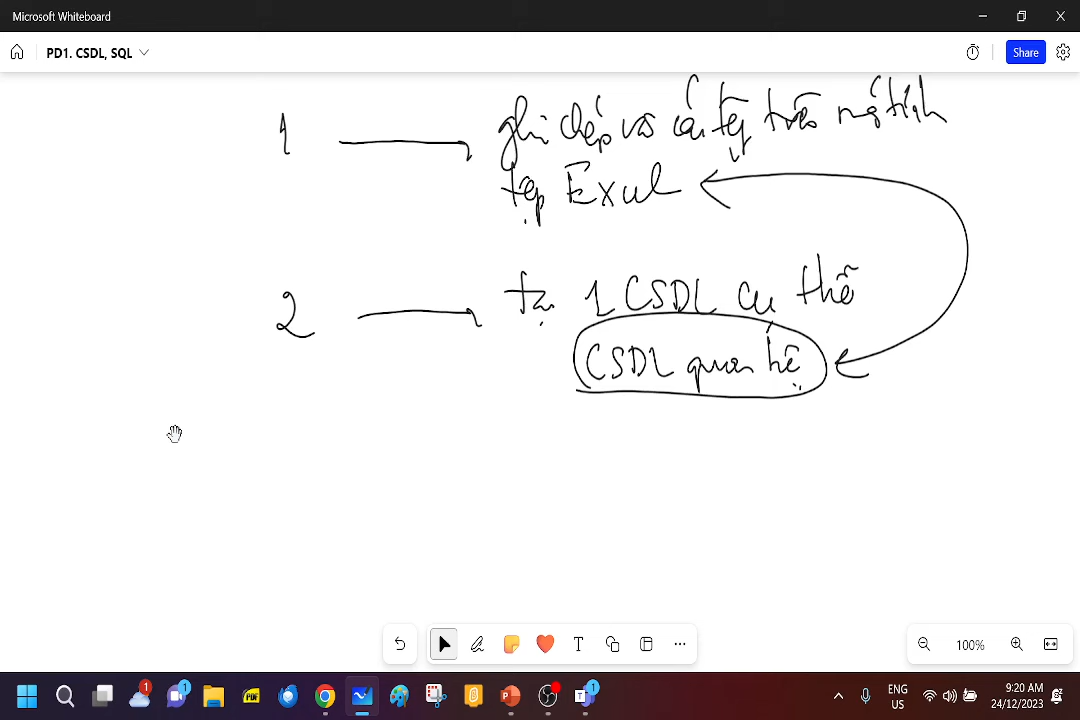 Microsoft Whiteboard
PD1. CSDL, SQL
Share
1 ghi chép vào các tệp trên máy tính
tệp Excel
2 tạo 1 CSDL cụ thể
CSDL quan hệ
T
100%
ENG
US
9:20 AM
24/12/2023